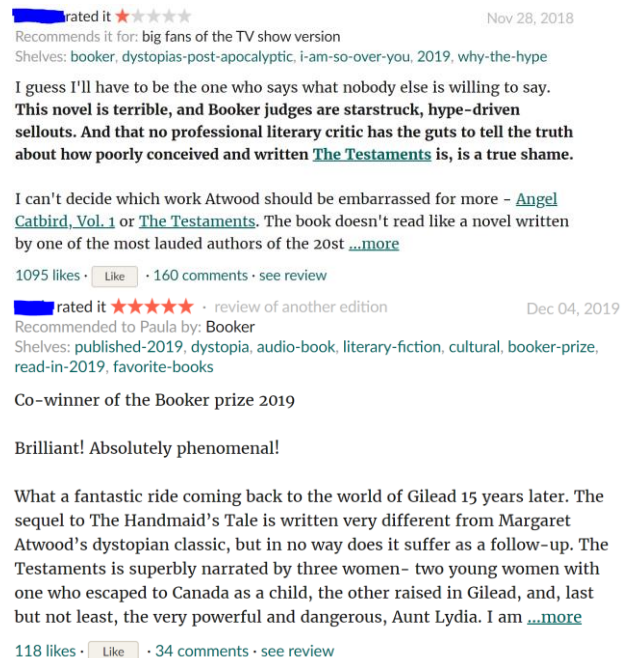 rated it
Nov 28, 2018
Recommends it for: big fans of the TV show version
Shelves: booker, dystopias-post-apocalyptic, i-am-so-over-you, 2019, why-the-hype
I guess I'll have to be the one who says what nobody else is willing to say.
This novel is terrible, and Booker judges are starstruck, hype-driven
sellouts. And that no professional literary critic has the guts to tell the truth
about how poorly conceived and written The Testaments is, is a true shame.
I can't decide which work Atwood should be embarrassed for more - Angel
Catbird, Vol. 1 or The Testaments. The book doesn't read like a novel written
by one of the most lauded authors of the 20st ...more
1095 likes · Like · 160 comments · see review
rated it · review of another edition
Dec 04, 2019
Recommended to Paula by: Booker
Shelves: published-2019, dystopia, audio-book, literary-fiction, cultural, booker-prize,
read-in-2019, favorite-books
Co-winner of the Booker prize 2019
Brilliant! Absolutely phenomenal!
What a fantastic ride coming back to the world of Gilead 15 years later. The
sequel to The Handmaid's Tale is written very different from Margaret
Atwood's dystopian classic, but in no way does it suffer as a follow-up. The
Testaments is superbly narrated by three women- two young women with
one who escaped to Canada as a child, the other raised in Gilead, and, last
but not least, the very powerful and dangerous, Aunt Lydia. I am ...more
118 likes · Like · 34 comments · see review